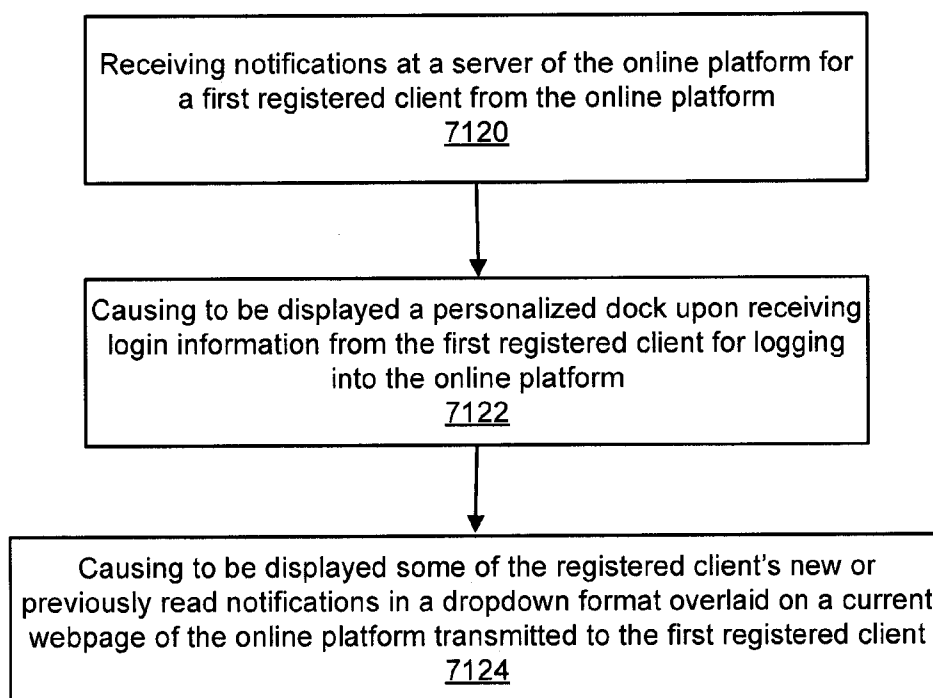 Receiving notifications at a server of the online platform for
a first registered client from the online platform
7120
Causing to be displayed a personalized dock upon receiving
login information from the first registered client for logging
into the online platform
7122
Causing to be displayed some of the registered client's new or
previously read notifications in a dropdown format overlaid on a current
webpage of the online platform transmitted to the first registered client
7124